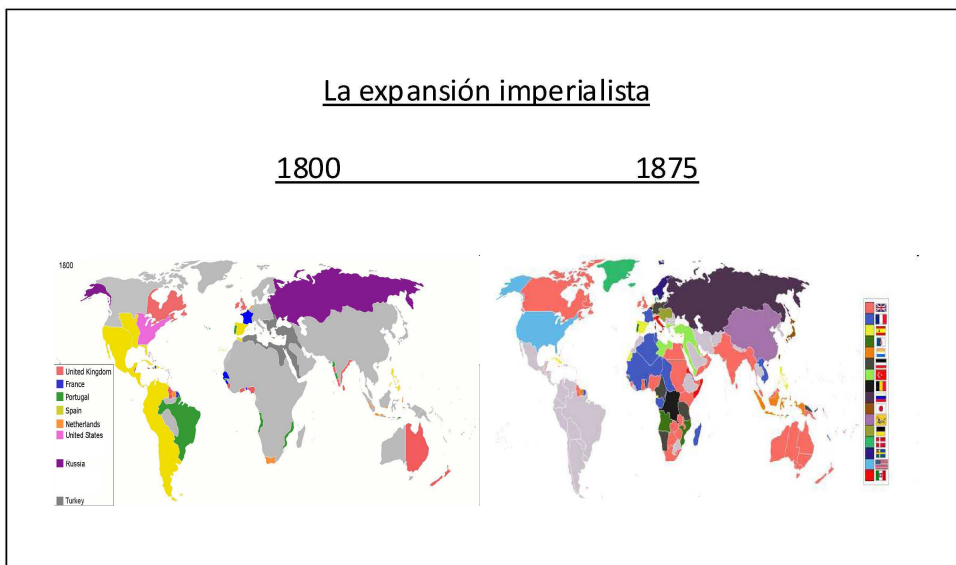 La expansión imperialista
1800
1875
1800
United Kingdom
France
Portugal
Spain
Netherlands
United States
Russia
Turkey